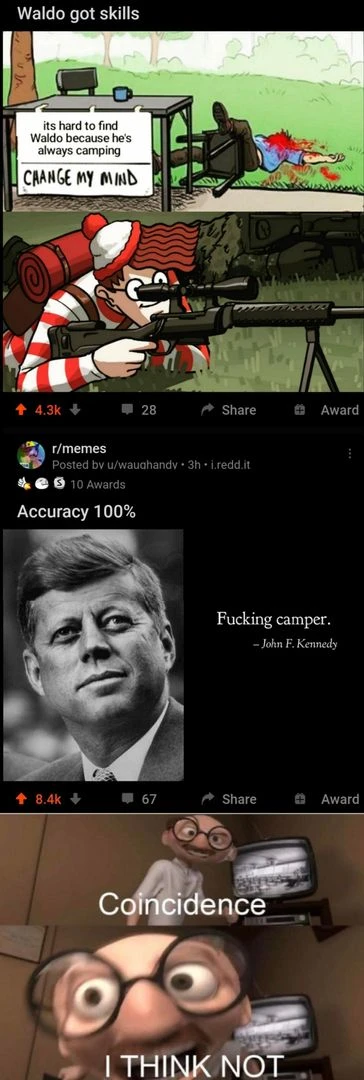 Waldo got skills
its hard to find
Waldo because he's
always camping
CHANGE MY MIND
4.3k
28
Share
Award
r/memes
Posted by u/waughandy • 3h • i.redd.it
10 Awards
Accuracy 100%
Fucking camper.
– John F. Kennedy
8.4k
67
Share
Award
Coincidence
I THINK NOT